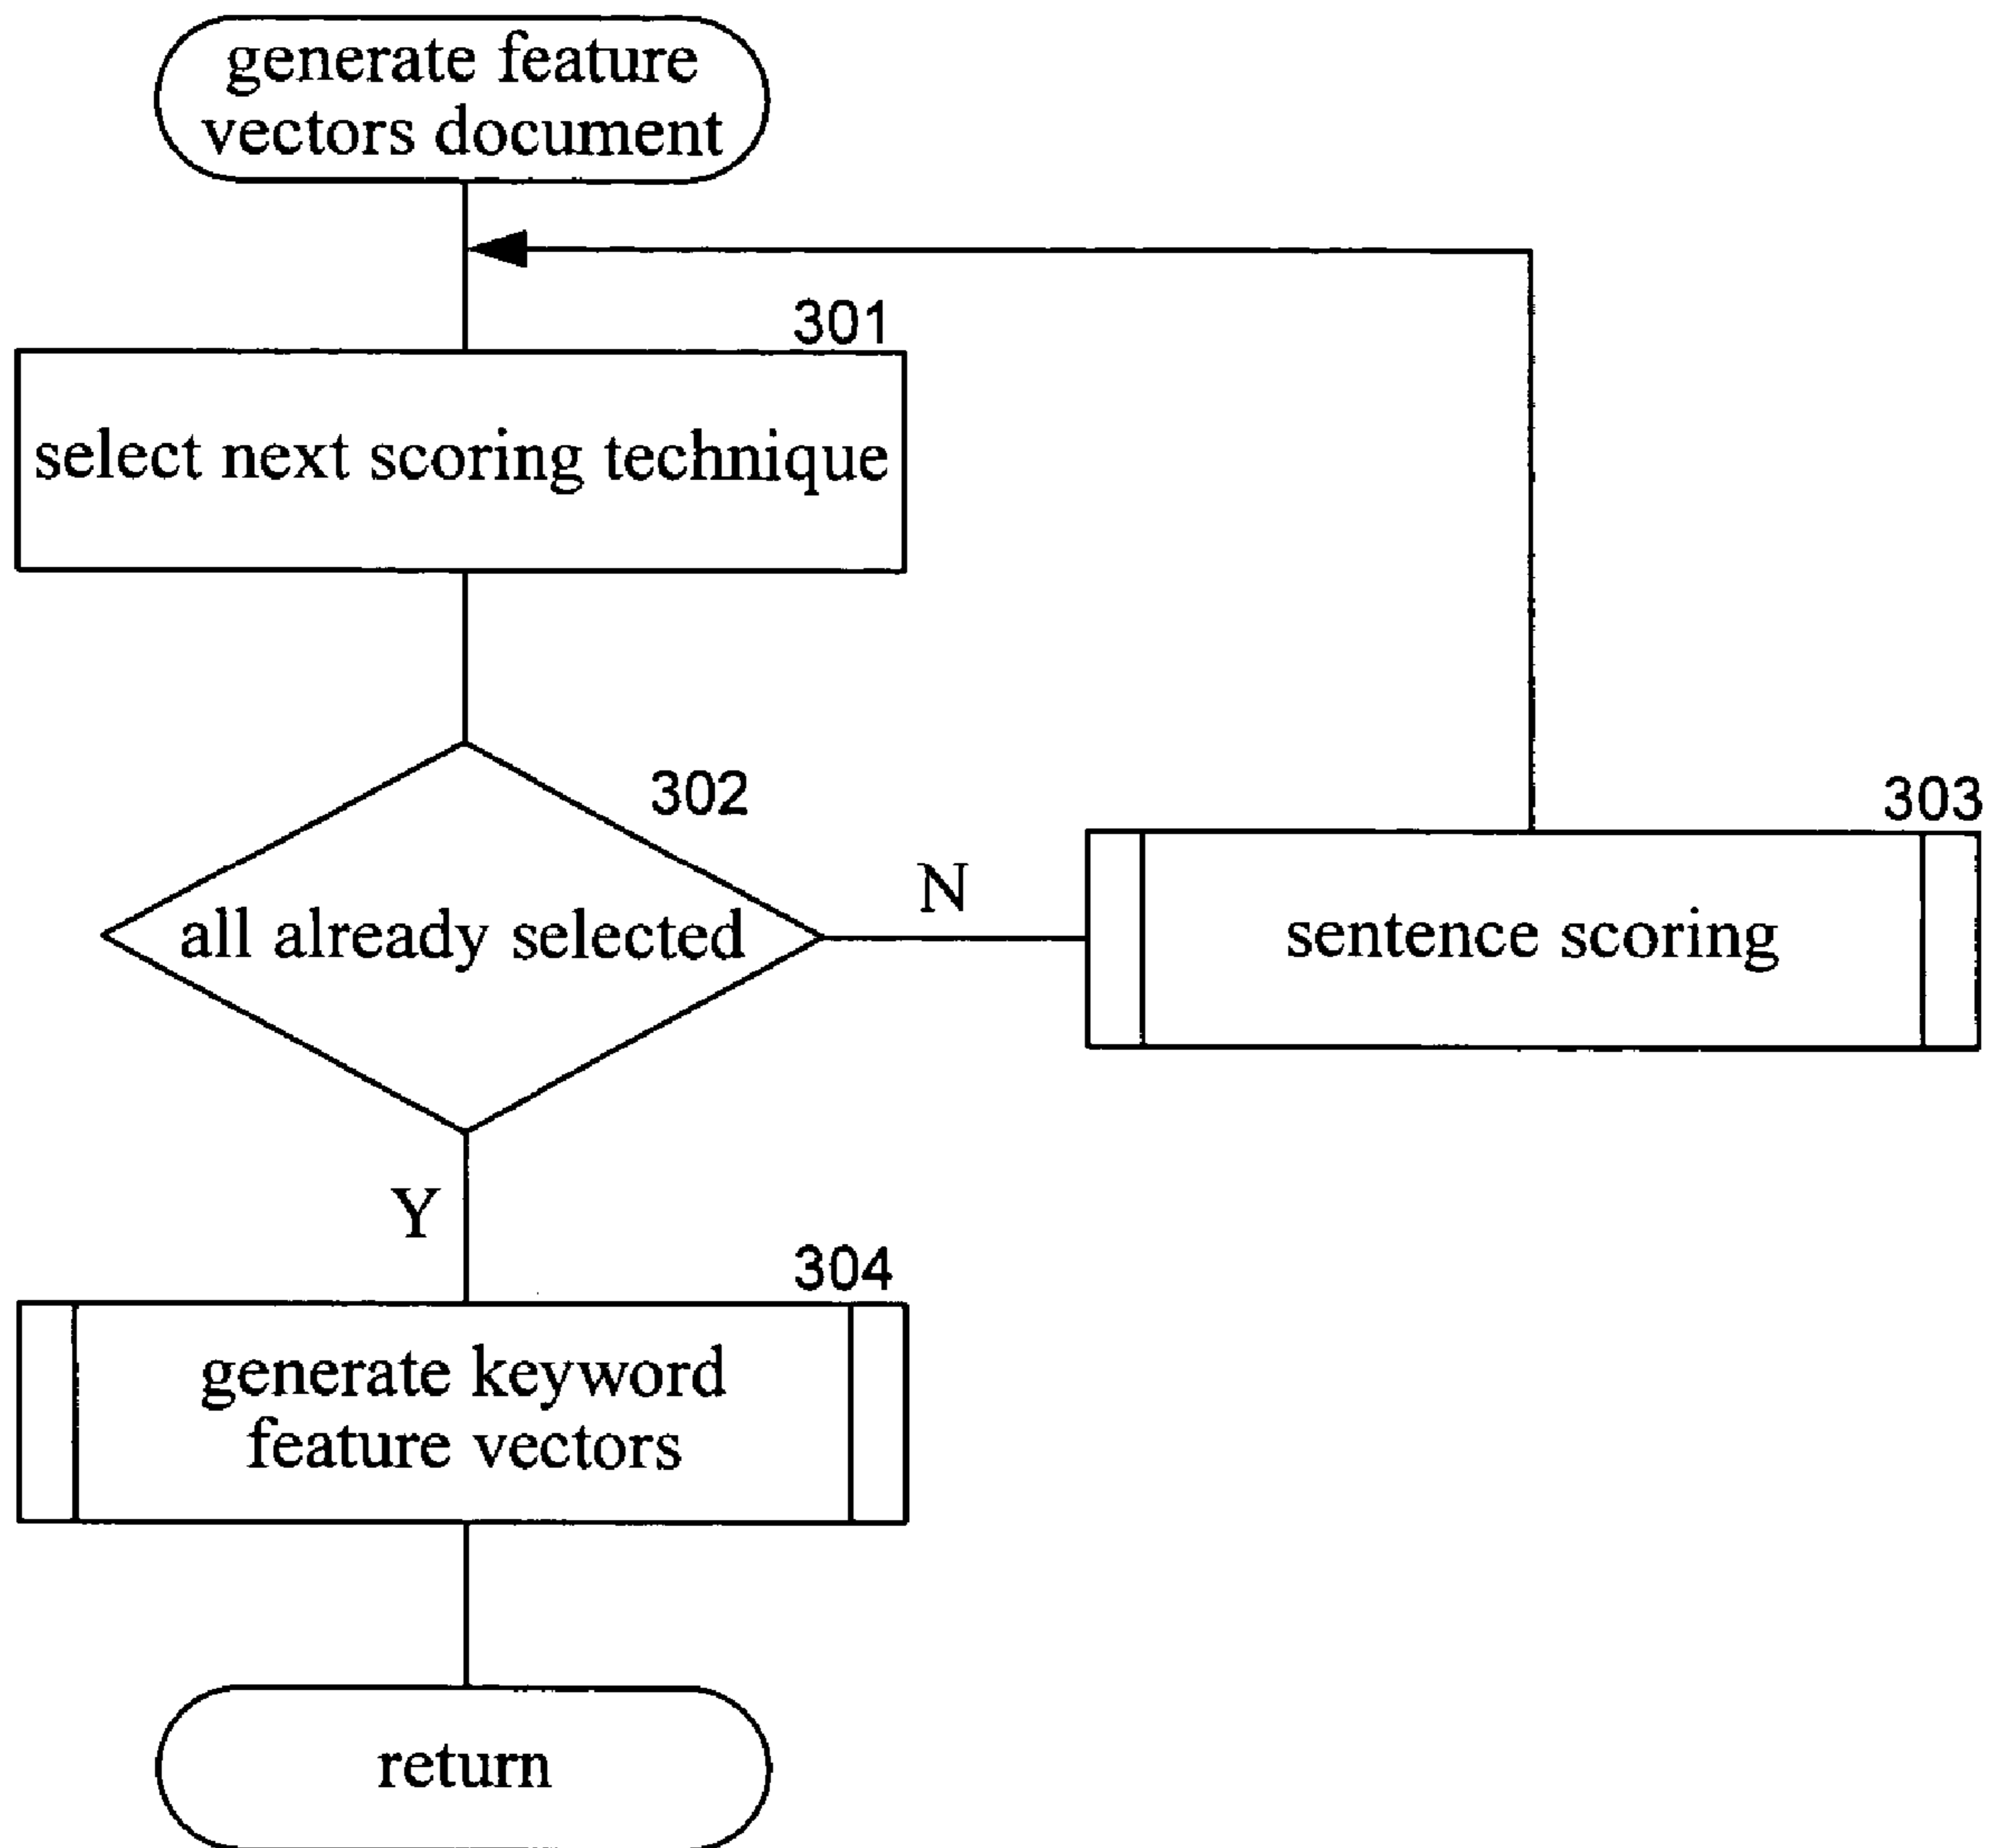 generate feature
vectors document
301
select next scoring technique
302
all already selected
N
303
sentence scoring
Y
304
generate keyword
feature vectors
return